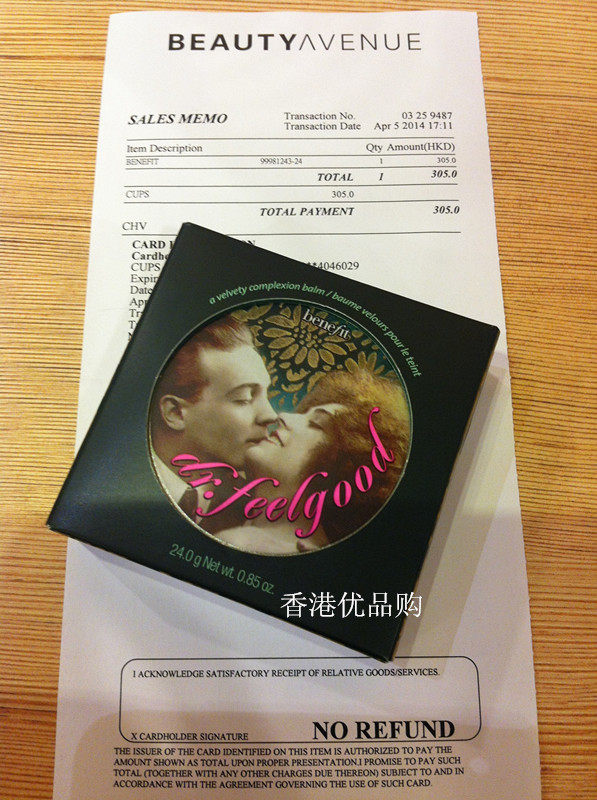 BEAUTYAVENUE
SALES MEMO
Transaction No. 03 25 9487
Transaction Date Apr 5 2014 17:11
Item Description Qty Amount(HKD)
BENEFIT 99981243-24 1 305.0
TOTAL 1 305.0
CUPS 305.0
TOTAL PAYMENT 305.0
CHV
CARD
CUPS **4046029
a velvety complexion balm / baume velours pour le teint
benefit
dr.feelgood
24.0 g Net wt. 0.85 oz.
香港优品购
I ACKNOWLEDGE SATISFACTORY RECEIPT OF RELATIVE GOODS/SERVICES.
X CARDHOLDER SIGNATURE NO REFUND
THE ISSUER OF THE CARD IDENTIFIED ON THIS ITEM IS AUTHORIZED TO PAY THE
AMOUNT SHOWN AS TOTAL UPON PROPER PRESENTATION.I PROMISE TO PAY SUCH
TOTAL (TOGETHER WITH ANY OTHER CHARGES DUE THEREON) SUBJECT TO AND IN
ACCORDANCE WITH THE AGREEMENT GOVERNING THE USE OF SUCH CARD.